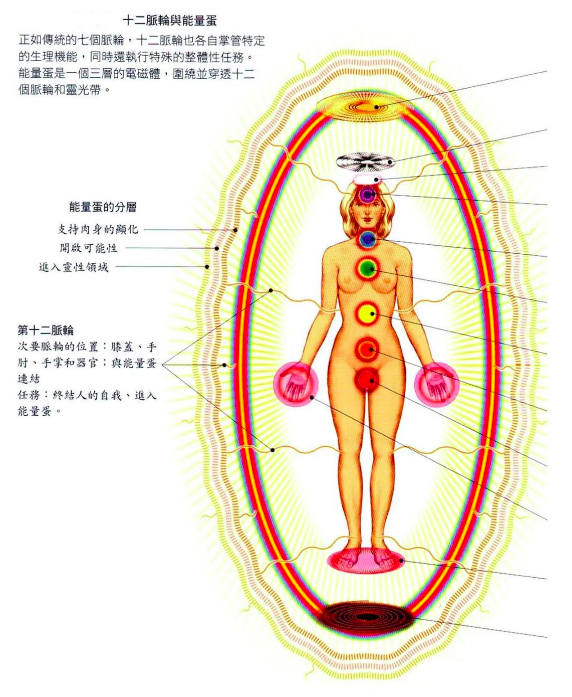 十二脈輪與能量蛋
正如傳統的七個脈輪，十二脈輪也各自掌管特定
的生理機能，同時還執行特殊的整體性任務。
能量蛋是一個三層的電磁體，圍繞並穿透十二
個脈輪和靈光帶。
能量蛋的分層
支持肉身的顯化
開啟可能性
進入靈性領域
第十二脈輪
次要脈輪的位置：膝蓋、手
肘、手掌和器官；與能量蛋
連結
任務：終結人的自我、進入
能量蛋。